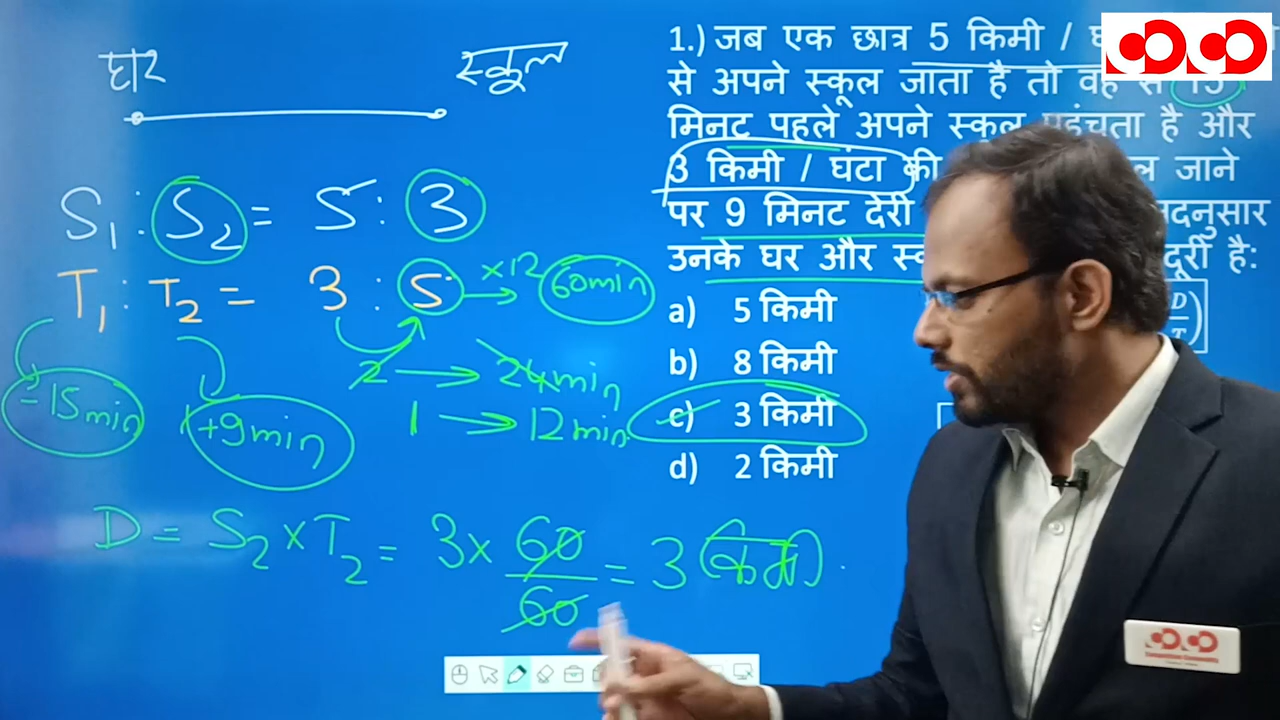 घर स्कूल
S₁ : S₂ = 5 : 3
T₁ : T₂ = 3 : 5 ×12 → 60min
2 → 24min
1 → 12min.
-15min +9min
D = S₂ × T₂ = 3 × 60/60 = 3 किमी.
1.) जब एक छात्र 5 किमी /
से अपने स्कूल जाता है तो वह से 15
मिनट पहले अपने स्कूल पहुंचता है और
3 किमी / घंटा की जाने
पर 9 मिनट देरी
उनके घर और दूरी है:
a) 5 किमी
b) 8 किमी
c) 3 किमी
d) 2 किमी
D/T